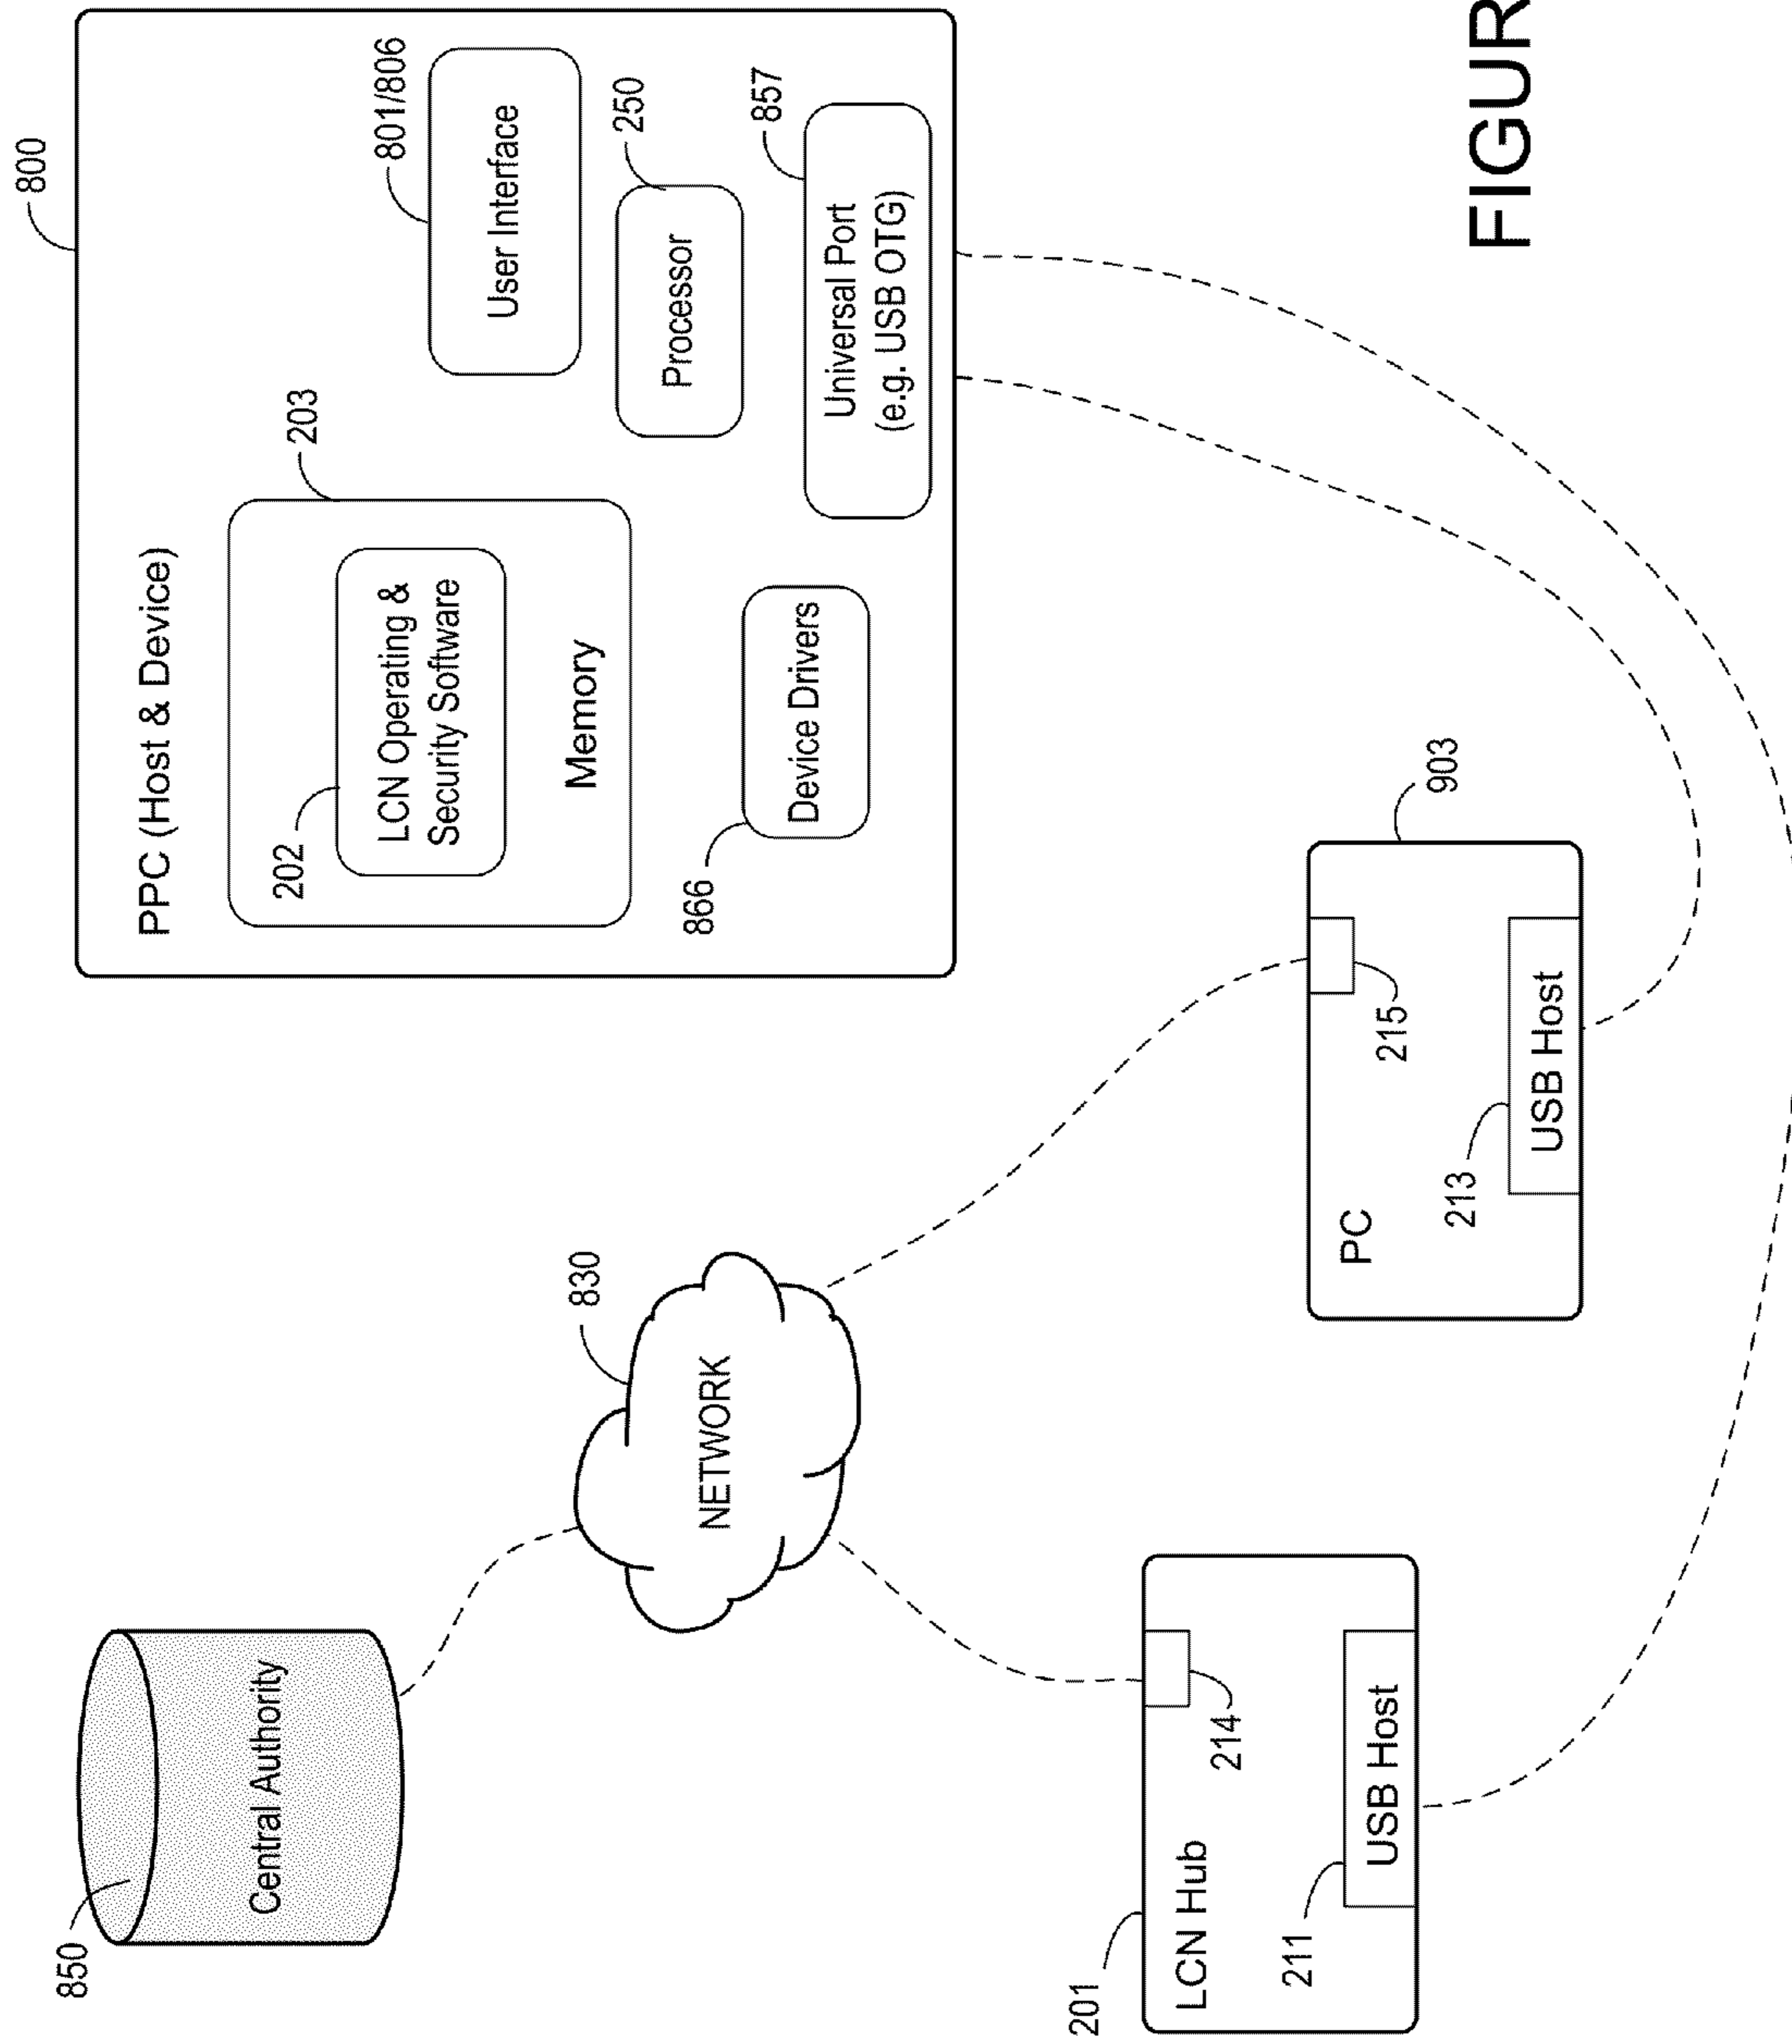 800
PPC (Host & Device)
203
202
LCN Operating &
Security Software
Memory
801/806
User Interface
250
Processor
866
Device Drivers
857
Universal Port
(e.g. USB OTG)
850
Central Authority
830
NETWORK
201
LCN Hub
214
211
USB Host
903
PC
215
213
USB Host
FIGUR